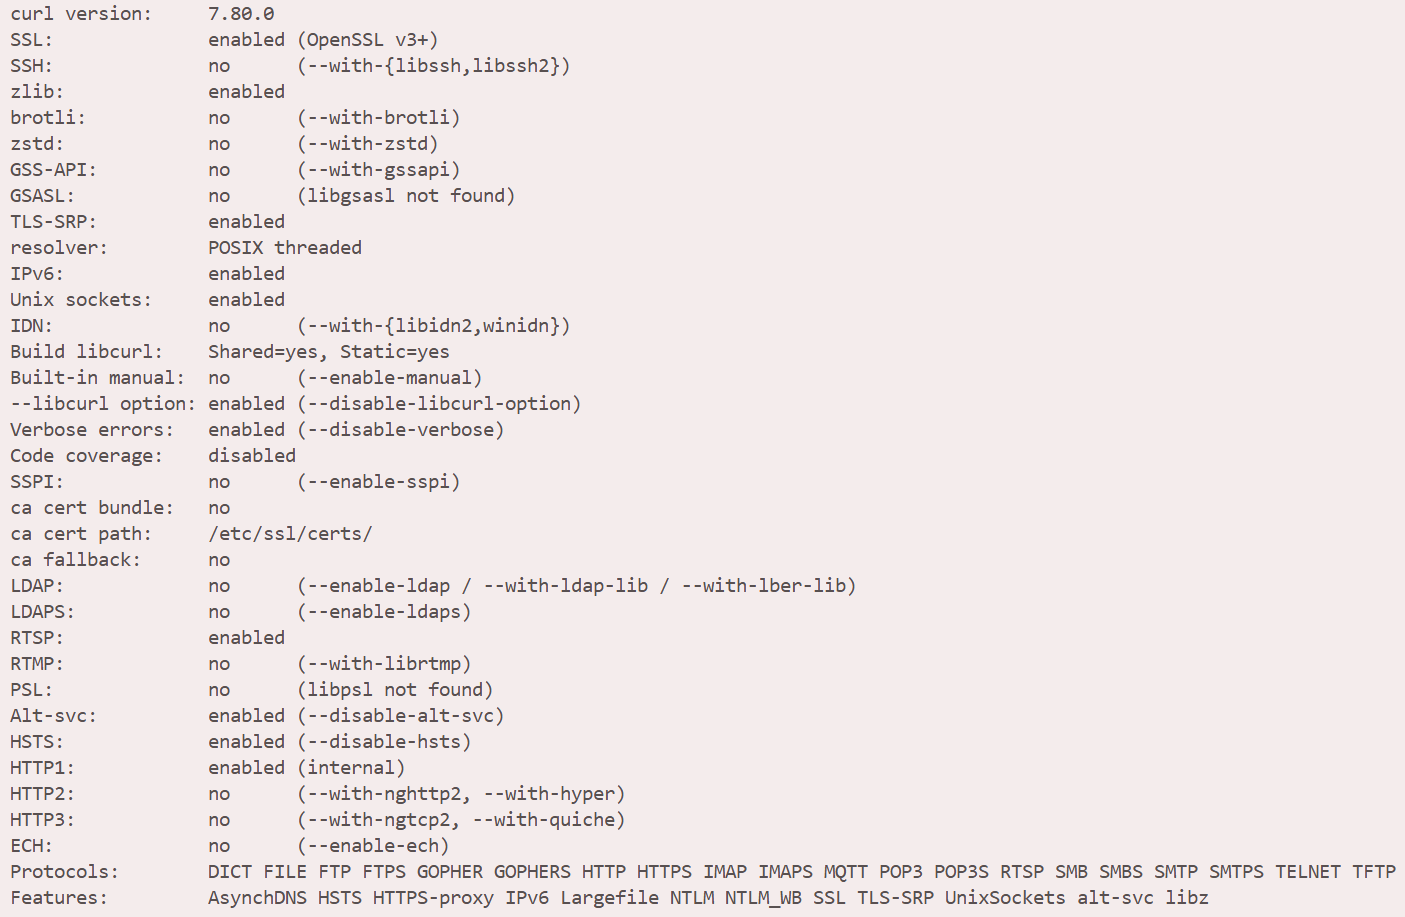 curl version:     7.80.0
SSL:              enabled (OpenSSL v3+)
SSH:              no      (--with-{libssh,libssh2})
zlib:             enabled
brotli:           no      (--with-brotli)
zstd:             no      (--with-zstd)
GSS-API:          no      (--with-gssapi)
GSASL:            no      (libgsasl not found)
TLS-SRP:          enabled
resolver:         POSIX threaded
IPv6:             enabled
Unix sockets:     enabled
IDN:              no      (--with-{libidn2,winidn})
Build libcurl:    Shared=yes, Static=yes
Built-in manual:  no      (--enable-manual)
--libcurl option: enabled (--disable-libcurl-option)
Verbose errors:   enabled (--disable-verbose)
Code coverage:    disabled
SSPI:             no      (--enable-sspi)
ca cert bundle:   no
ca cert path:     /etc/ssl/certs/
ca fallback:      no
LDAP:             no      (--enable-ldap / --with-ldap-lib / --with-lber-lib)
LDAPS:            no      (--enable-ldaps)
RTSP:             enabled
RTMP:             no      (--with-librtmp)
PSL:              no      (libpsl not found)
Alt-svc:          enabled (--disable-alt-svc)
HSTS:             enabled (--disable-hsts)
HTTP1:            enabled (internal)
HTTP2:            no      (--with-nghttp2, --with-hyper)
HTTP3:            no      (--with-ngtcp2, --with-quiche)
ECH:              no      (--enable-ech)
Protocols:        DICT FILE FTP FTPS GOPHER GOPHERS HTTP HTTPS IMAP IMAPS MQTT POP3 POP3S RTSP SMB SMBS SMTP SMTPS TELNET TFTP
Features:         AsynchDNS HSTS HTTPS-proxy IPv6 Largefile NTLM NTLM_WB SSL TLS-SRP UnixSockets alt-svc libz